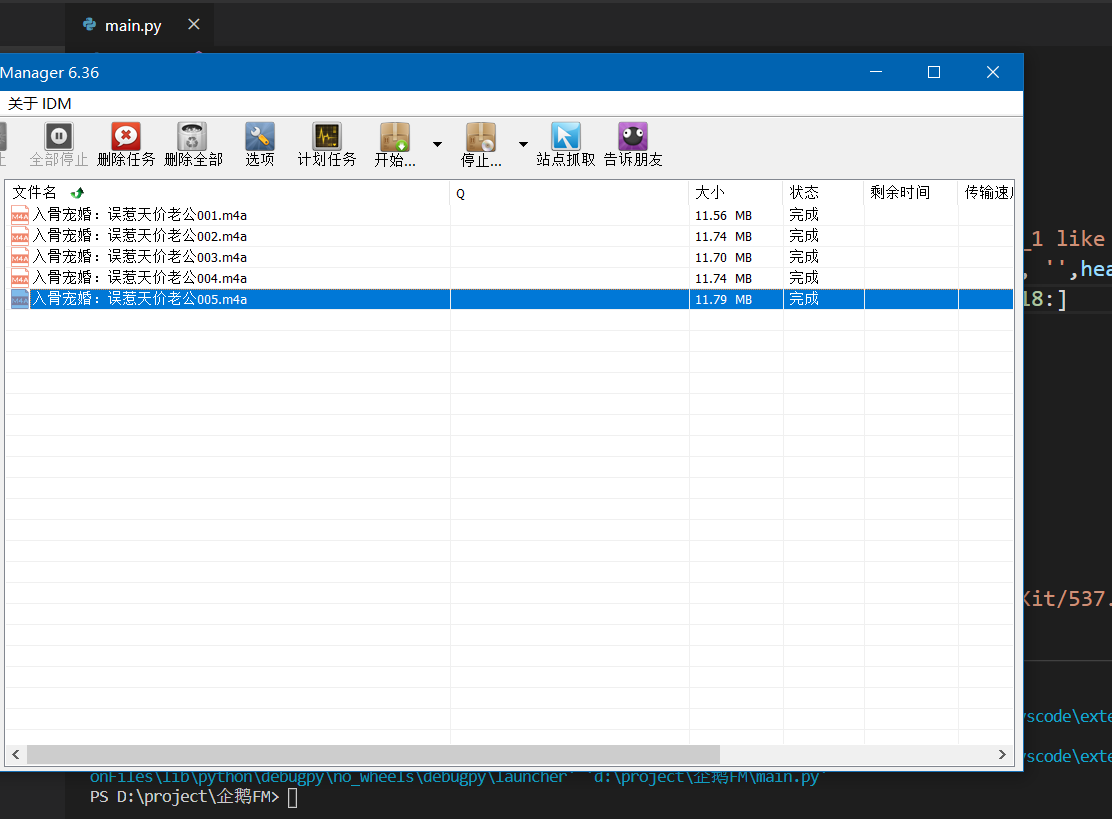 main.py
Manager 6.36
关于 IDM
全部停止 删除任务 删除全部 选项 计划任务 开始... 停止... 站点抓取 告诉朋友
文件名 Q 大小 状态 剩余时间 传输速
入骨宠婚：误惹天价老公001.m4a 11.56 MB 完成
入骨宠婚：误惹天价老公002.m4a 11.74 MB 完成
_1 like
入骨宠婚：误惹天价老公003.m4a 11.70 MB 完成
, '',hea
入骨宠婚：误惹天价老公004.m4a 11.74 MB 完成
入骨宠婚：误惹天价老公005.m4a 11.79 MB 完成
18:]
Kit/537.
vscode\exte
vscode\exte
onFiles\lib\python\debugpy\no_wheels\debugpy\launcher' 'd:\project\企鹅FM\main.py'
PS D:\project\企鹅FM>